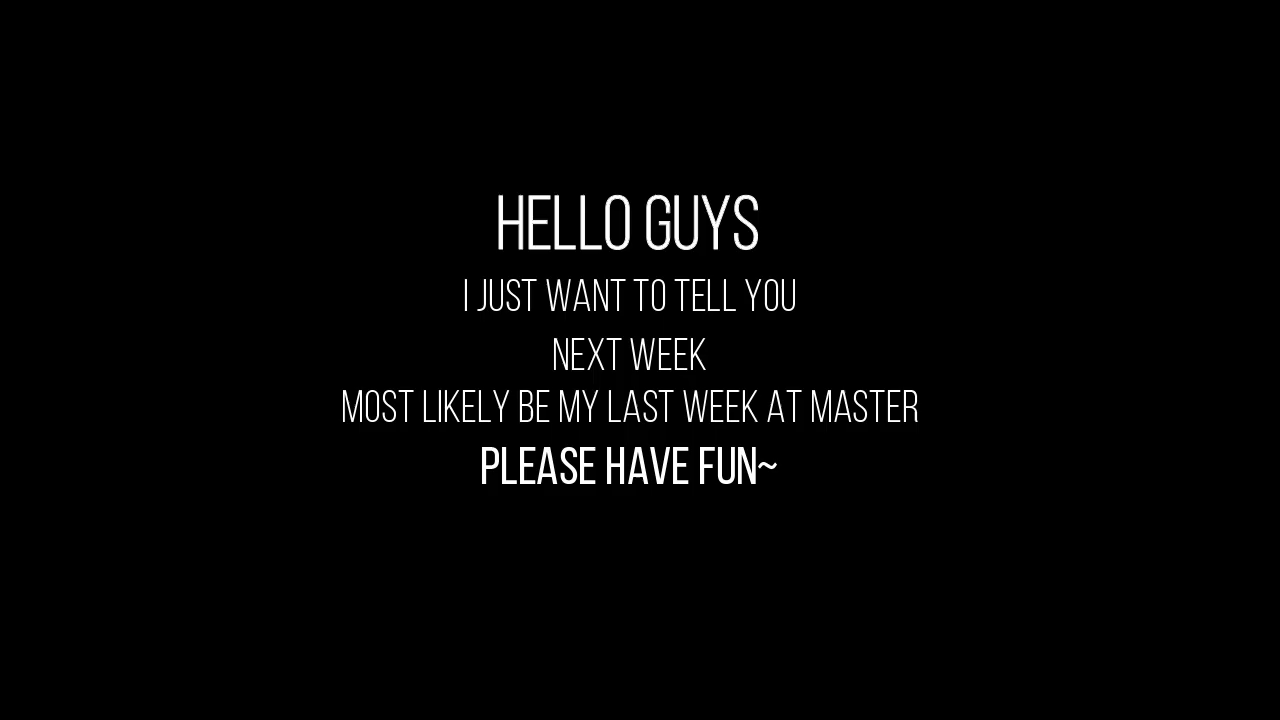 HELLO GUYS
I JUST WANT TO TELL YOU
NEXT WEEK
MOST LIKELY BE MY LAST WEEK AT MASTER
PLEASE HAVE FUN~